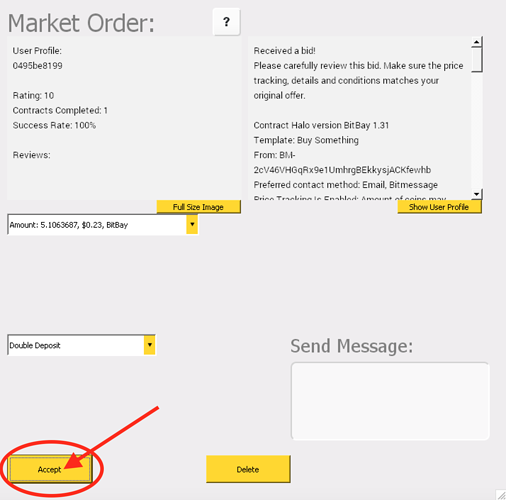 Market Order:
?
User Profile:
0495be8199
Rating: 10
Contracts Completed: 1
Success Rate: 100%
Reviews:
Received a bid!
Please carefully review this bid. Make sure the price
tracking, details and conditions matches your
original offer.
Contract Halo version BitBay 1.31
Template: Buy Something
From: BM-
2cV46VHGqRx9e1UmhrgBEkkysjACKfewhb
Preferred contact method: Email, Bitmessage
Price Tracking Is Enabled: Amount of coins may
Full Size Image
Show User Profile
Amount: 5.1063687, $0.23, BitBay
Double Deposit
Send Message:
Accept
Delete